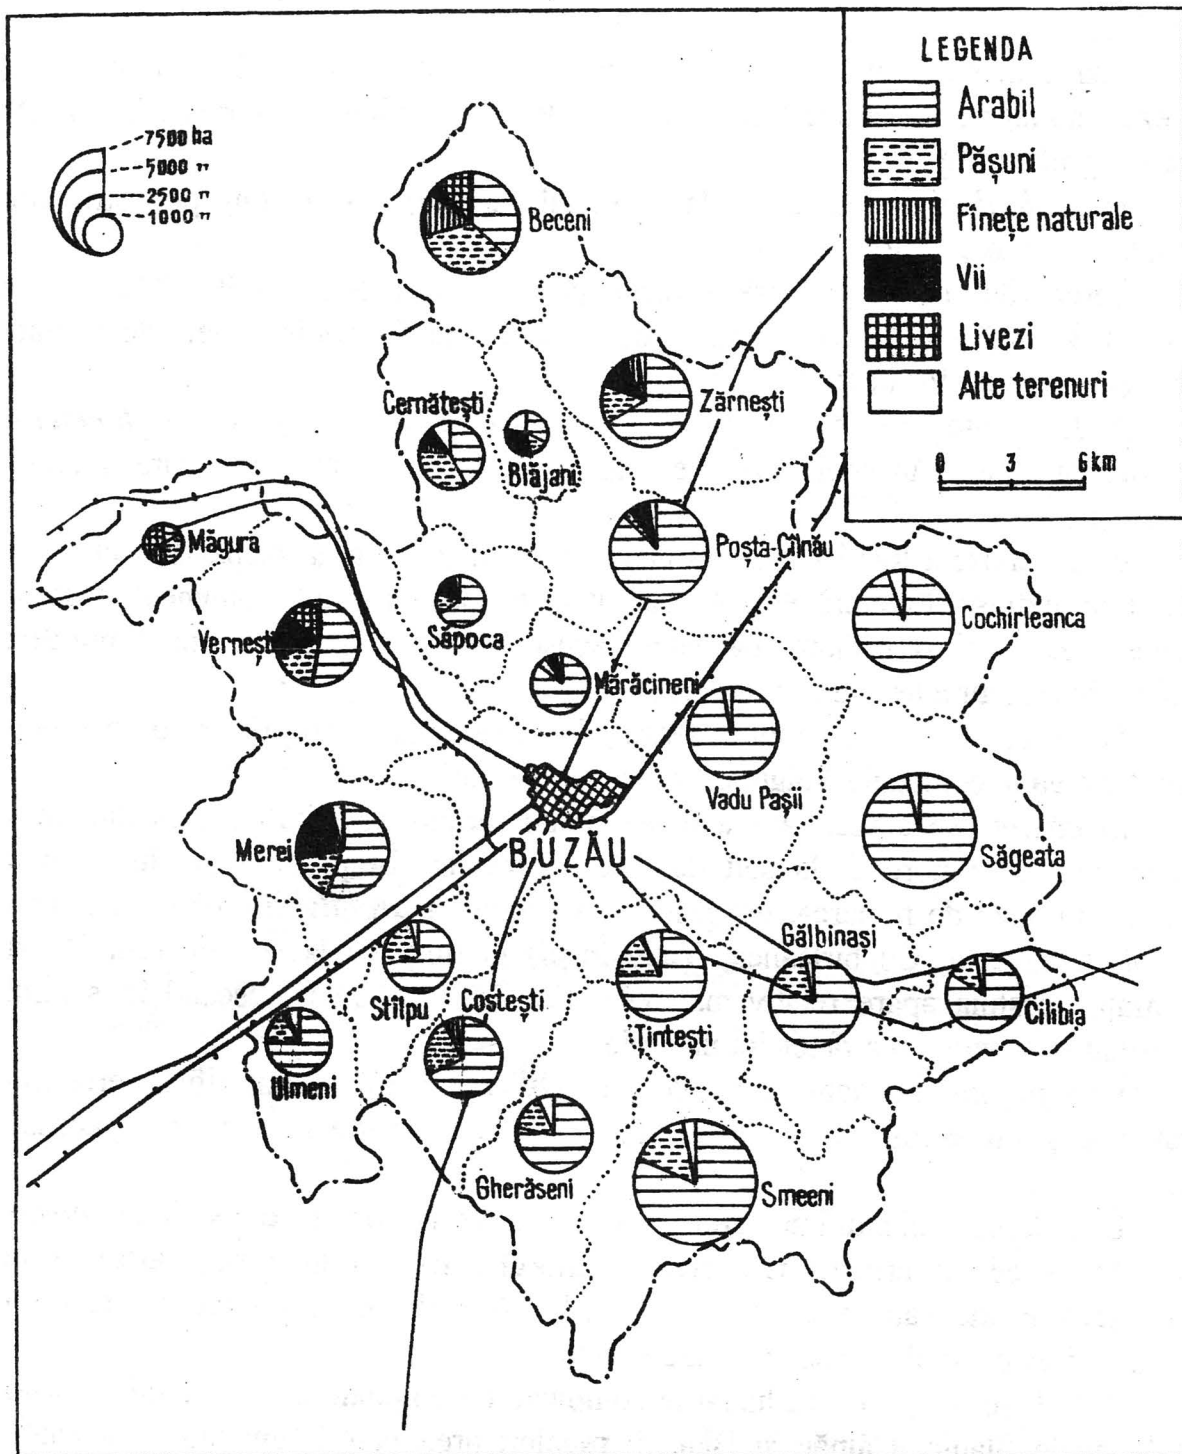 LEGENDA
Arabil
Pășuni
Fînețe naturale
Vii
Livezi
Alte terenuri
0 3 6 km
7500 ha
5000 "
2500 "
1000 "
Beceni
Zărnești
Cernătești
Blăjani
Măgura
Poșta-Cîlnău
Cochirleanca
Săpoca
Vernești
Mărăcineni
Vadu Pașii
Merei
BUZĂU
Săgeata
Gălbinași
Stîlpu
Costești
Țintești
Cilibia
Ulmeni
Gherăseni
Smeeni